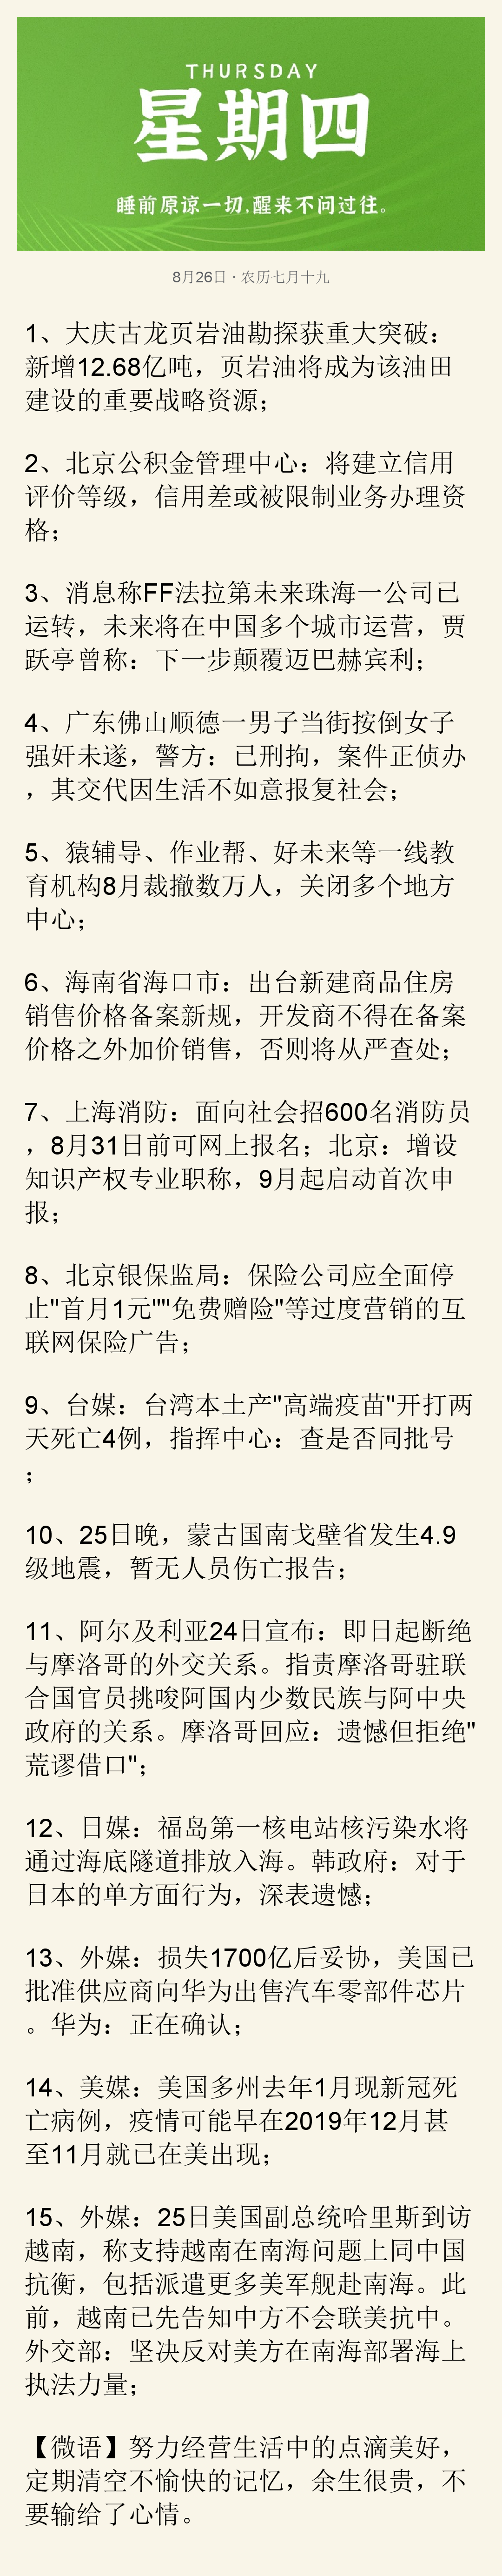 THURSDAY
星期四
睡前原谅一切,醒来不问过往。
8月26日 · 农历七月十九
1、大庆古龙页岩油勘探获重大突破：
新增12.68亿吨，页岩油将成为该油田
建设的重要战略资源；
2、北京公积金管理中心：将建立信用
评价等级，信用差或被限制业务办理资
格；
3、消息称FF法拉第未来珠海一公司已
运转，未来将在中国多个城市运营，贾
跃亭曾称：下一步颠覆迈巴赫宾利；
4、广东佛山顺德一男子当街按倒女子
强奸未遂，警方：已刑拘，案件正侦办
，其交代因生活不如意报复社会；
5、猿辅导、作业帮、好未来等一线教
育机构8月裁撤数万人，关闭多个地方
中心；
6、海南省海口市：出台新建商品住房
销售价格备案新规，开发商不得在备案
价格之外加价销售，否则将从严查处；
7、上海消防：面向社会招600名消防员
，8月31日前可网上报名；北京：增设
知识产权专业职称，9月起启动首次申
报；
8、北京银保监局：保险公司应全面停
止"首月1元""免费赠险"等过度营销的互
联网保险广告；
9、台媒：台湾本土产"高端疫苗"开打两
天死亡4例，指挥中心：查是否同批号
；
10、25日晚，蒙古国南戈壁省发生4.9
级地震，暂无人员伤亡报告；
11、阿尔及利亚24日宣布：即日起断绝
与摩洛哥的外交关系。指责摩洛哥驻联
合国官员挑唆阿国内少数民族与阿中央
政府的关系。摩洛哥回应：遗憾但拒绝"
荒谬借口"；
12、日媒：福岛第一核电站核污染水将
通过海底隧道排放入海。韩政府：对于
日本的单方面行为，深表遗憾；
13、外媒：损失1700亿后妥协，美国已
批准供应商向华为出售汽车零部件芯片
。华为：正在确认；
14、美媒：美国多州去年1月现新冠死
亡病例，疫情可能早在2019年12月甚
至11月就已在美出现；
15、外媒：25日美国副总统哈里斯到访
越南，称支持越南在南海问题上同中国
抗衡，包括派遣更多美军舰赴南海。此
前，越南已先告知中方不会联美抗中。
外交部：坚决反对美方在南海部署海上
执法力量；
【微语】努力经营生活中的点滴美好，
定期清空不愉快的记忆，余生很贵，不
要输给了心情。